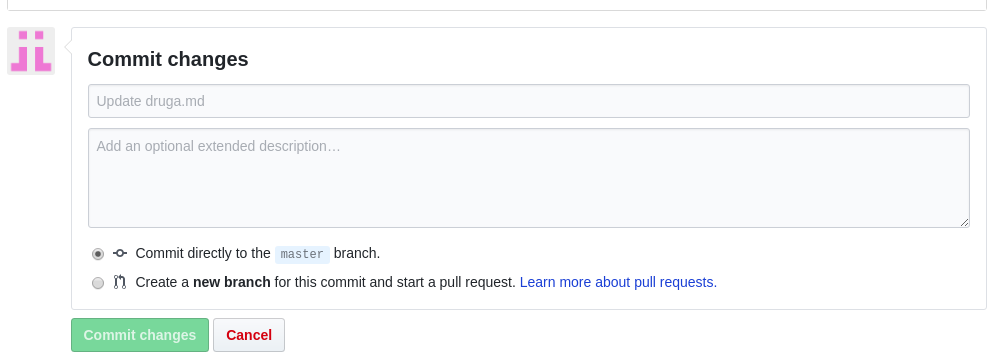 Commit changes
Update druga.md
Add an optional extended description…
Commit directly to the master branch.
Create a new branch for this commit and start a pull request. Learn more about pull requests.
Commit changes Cancel